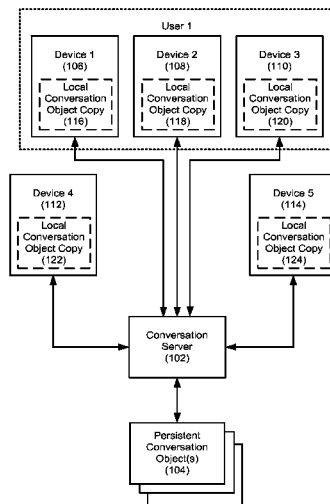 User 1
Device 1
(106)
Local
Conversation
Object Copy
(116)
Device 2
(108)
Local
Conversation
Object Copy
(118)
Device 3
(110)
Local
Conversation
Object Copy
(120)
Device 4
(112)
Local
Conversation
Object Copy
(122)
Device 5
(114)
Local
Conversation
Object Copy
(124)
Conversation
Server
(102)
Persistent
Conversation
Object(s)
(104)